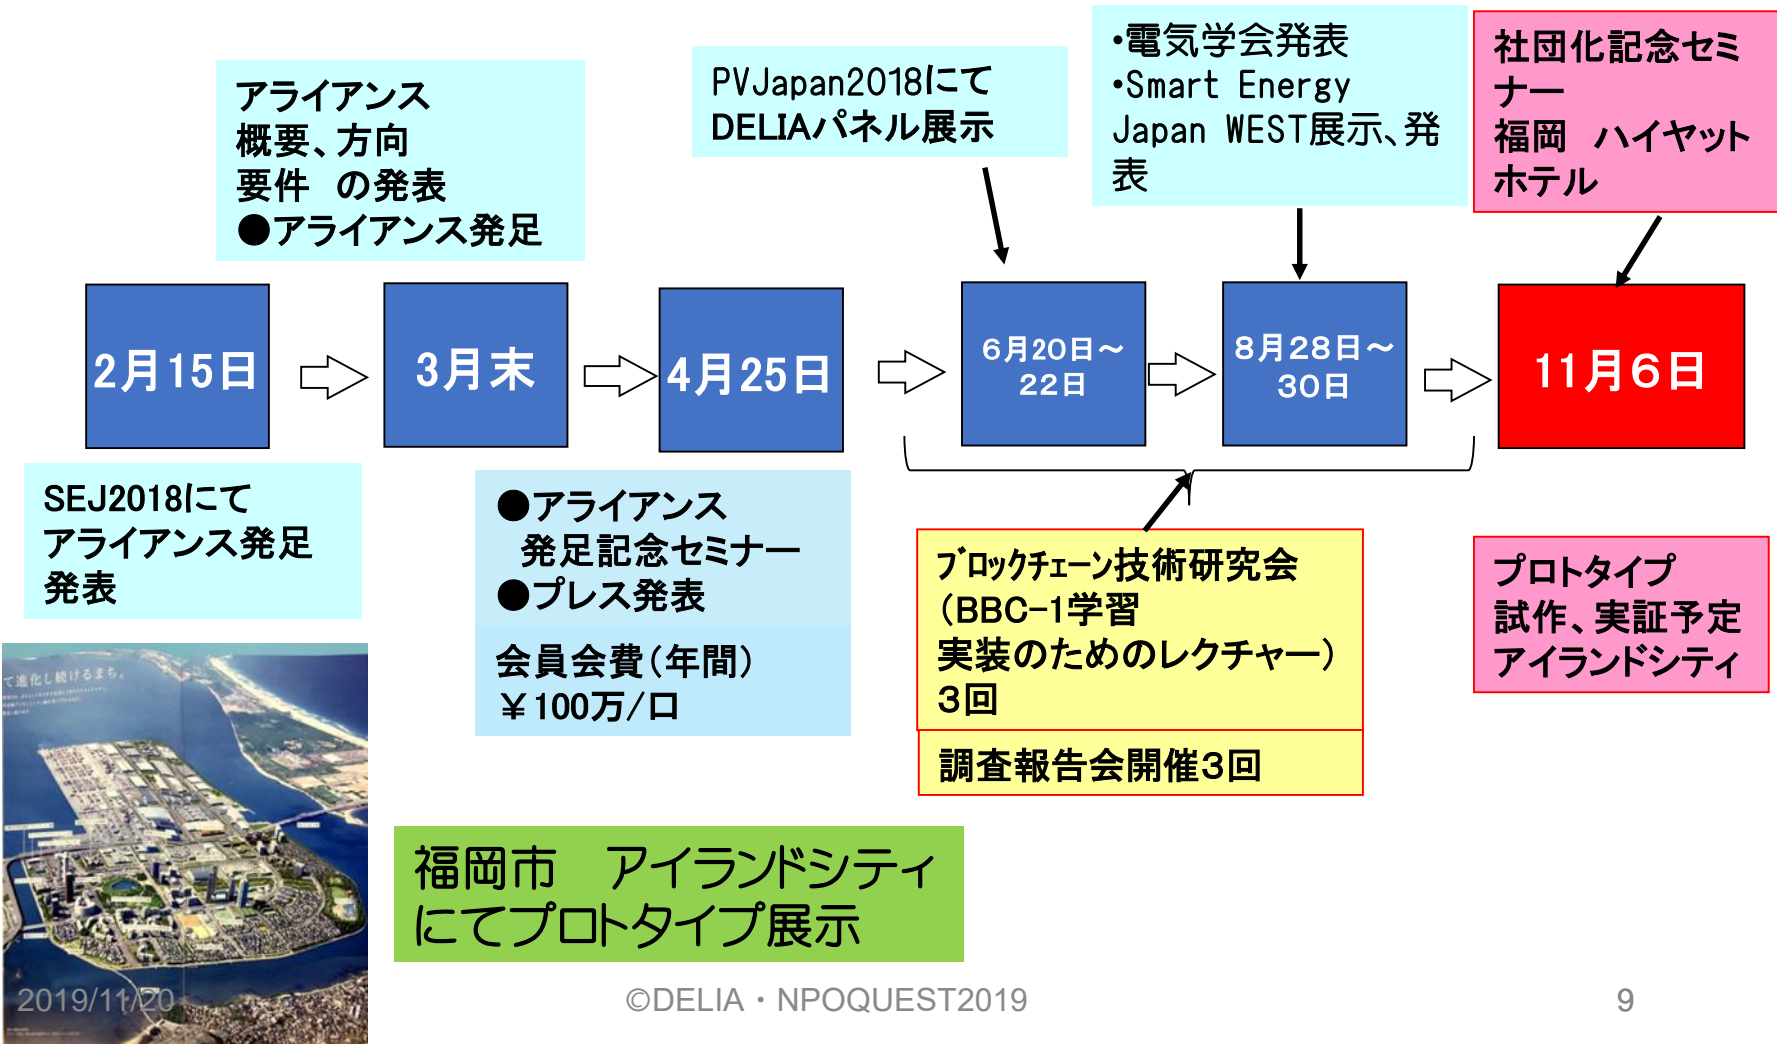 アライアンス
概要、方向
要件　の発表
●アライアンス発足
PVJapan2018にて
DELIAパネル展示
•電気学会発表
•Smart Energy
Japan WEST展示、発
表
社団化記念セミ
ナー
福岡　ハイヤット
ホテル
2月15日
3月末
4月25日
6月20日～
22日
8月28日～
30日
11月6日
SEJ2018にて
アライアンス発足
発表
●アライアンス
発足記念セミナー
●プレス発表
会員会費（年間）
￥100万/口
ﾌﾞﾛｯｸﾁｪｰﾝ技術研究会
（BBC-1学習
実装のためのレクチャー）
3回
調査報告会開催3回
プロトタイプ
試作、実証予定
アイランドシティ
て進化し続けるまち。
福岡市　アイランドシティ
にてプロトタイプ展示
2019/11/20
©DELIA・NPOQUEST2019
9